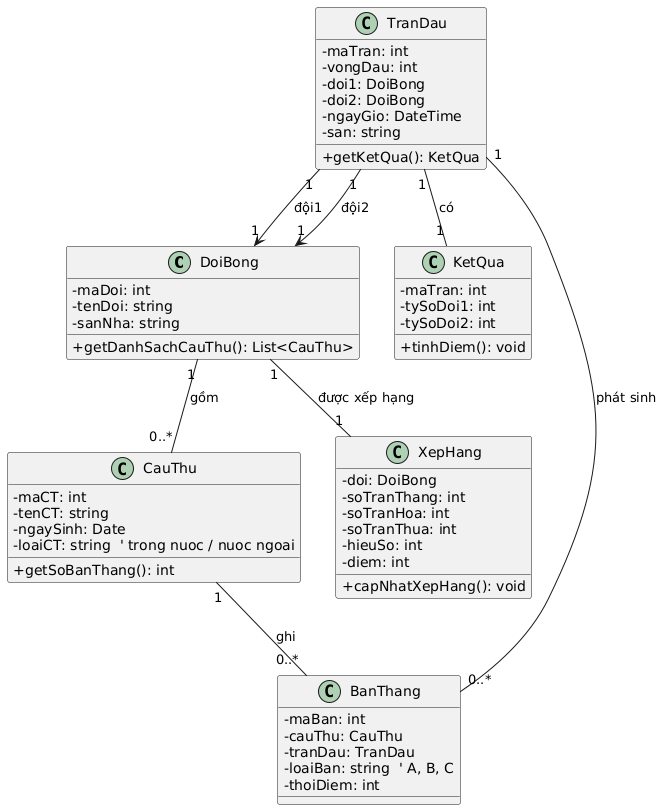 C TranDau
-maTran: int
-vongDau: int
-doi1: DoiBong
-doi2: DoiBong
-ngayGio: DateTime
-san: string
+getKetQua(): KetQua
1
1
1
1
đội1
đội2
có
1
1
1
C DoiBong
-maDoi: int
-tenDoi: string
-sanNha: string
+getDanhSachCauThu(): List<CauThu>
C KetQua
-maTran: int
-tySoDoi1: int
-tySoDoi2: int
+tinhDiem(): void
1
1
gồm
được xếp hạng
phát sinh
0..*
1
C CauThu
-maCT: int
-tenCT: string
-ngaySinh: Date
-loaiCT: string ' trong nuoc / nuoc ngoai
+getSoBanThang(): int
C XepHang
-doi: DoiBong
-soTranThang: int
-soTranHoa: int
-soTranThua: int
-hieuSo: int
-diem: int
+capNhatXepHang(): void
1
ghi
0..*
0..*
C BanThang
-maBan: int
-cauThu: CauThu
-tranDau: TranDau
-loaiBan: string ' A, B, C
-thoiDiem: int